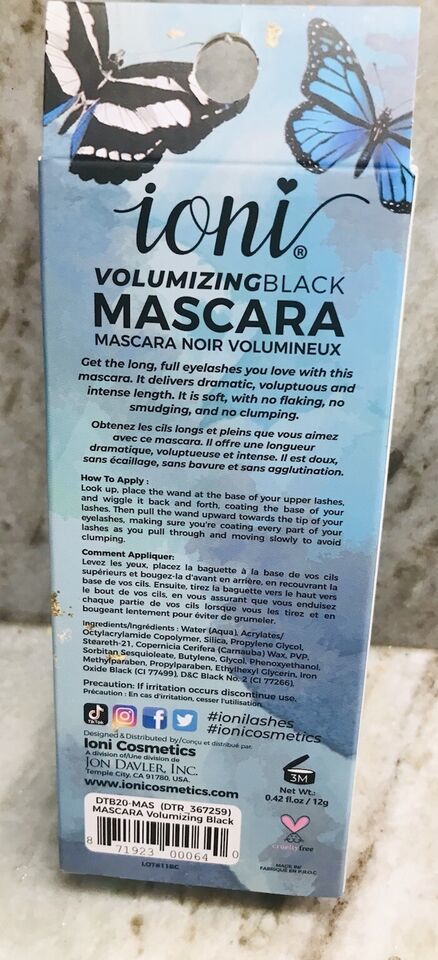 ioni®
VOLUMIZINGBLACK
MASCARA
MASCARA NOIR VOLUMINEUX
Get the long, full eyelashes you love with this
mascara. It delivers dramatic, voluptuous and
intense length. It is soft, with no flaking, no
smudging, and no clumping.
Obtenez les cils longs et pleins que vous aimez
avec ce mascara. Il offre une longueur
dramatique, voluptueuse et intense. Il est doux,
sans écaillage, sans bavure et sans agglutination.
How To Apply :
Look up, place the wand at the base of your upper lashes,
and wiggle it back and forth, coating the base of your
lashes. Then pull the wand upward towards the tip of your
eyelashes, making sure you're coating every part of your
lashes as you pull through and moving slowly to avoid
clumping.
Comment Appliquer:
Levez les yeux, placez la baguette à la base de vos cils
supérieurs et bougez-la d'avant en arrière, en recouvrant la
base de vos cils. Ensuite, tirez la baguette vers le haut vers
le bout de vos cils, en vous assurant que vous enduisez
chaque partie de vos cils lorsque vous les tirez et en
bougeant lentement pour éviter de grumeler.
Ingredients/Ingrédients : Water (Aqua), Acrylates/
Octylacrylamide Copolymer, Silica, Propylene Glycol,
Steareth-21, Copernicia Cerifera (Carnauba) Wax, PVP,
Sorbitan Sesquioleate, Butylene, Glycol, Phenoxyethanol,
Methylparaben, Propylparaben, Ethylhexyl Glycerin, Iron
Oxide Black (CI 77499), D&C Black No. 2 (CI 77266).
Precaution: If irritation occurs discontinue use.
Précaution : En cas d'irritation, cesser l'utilisation.
#ionilashes
#ionicosmetics
Designed & Distributed by/conçu et distribué par:
Ioni Cosmetics
A division of/Une division de
JON DAVLER, INC.
Temple City, CA 91780, USA.
www.ionicosmetics.com
3M
Net Wt.:
0.42 fl.oz / 12g
DTB20-MAS (DTR_367259)
MASCARA Volumizing Black
8 71923 00064 0
cruelty free
LOT#118C
MADE IN/
FABRIQUE EN P.R.O.C